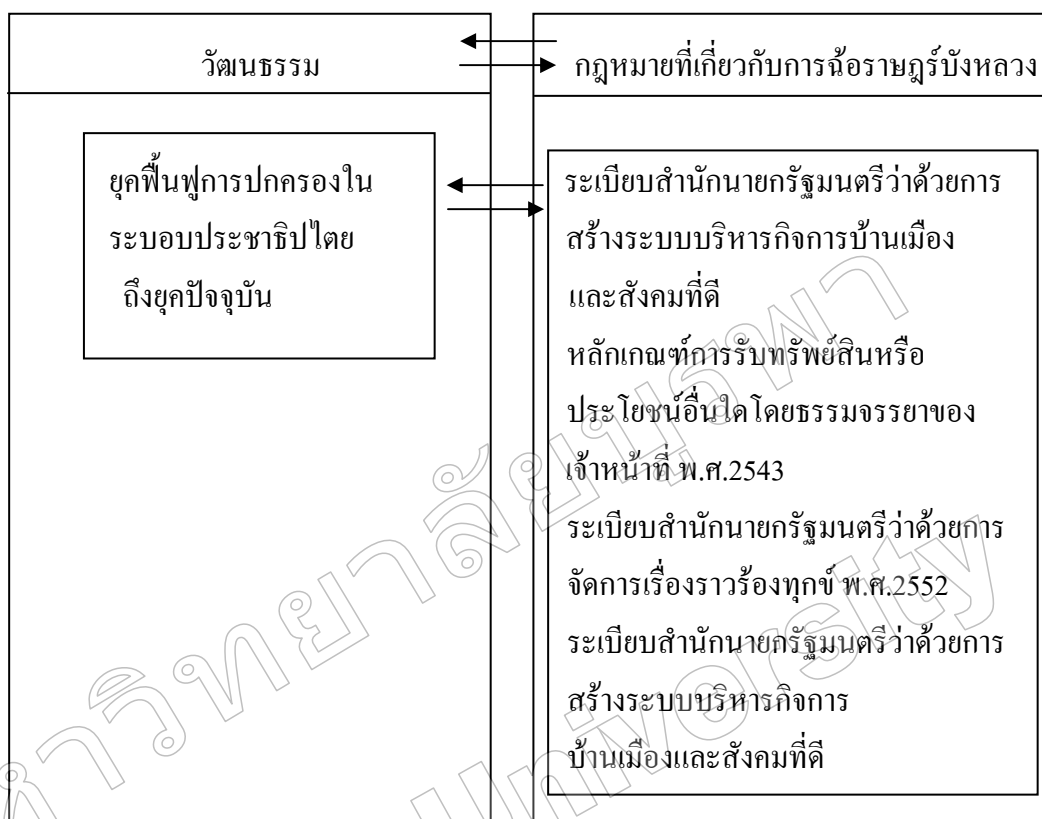 วัฒนธรรม
กฎหมายที่เกี่ยวกับการฉ้อราษฎร์บังหลวง
ยุคฟื้นฟูการปกครองใน
ระบอบประชาธิปไตย
ถึงยุคปัจจุบัน
ระเบียบสำนักนายกรัฐมนตรีว่าด้วยการ
สร้างระบบบริหารกิจการบ้านเมือง
และสังคมที่ดี
หลักเกณฑ์การรับทรัพย์สินหรือ
ประโยชน์อื่นใดโดยธรรมจรรยาของ
เจ้าหน้าที่ พ.ศ.2543
ระเบียบสำนักนายกรัฐมนตรีว่าด้วยการ
จัดการเรื่องราวร้องทุกข์ พ.ศ.2552
ระเบียบสำนักนายกรัฐมนตรีว่าด้วยการ
สร้างระบบบริหารกิจการ
บ้านเมืองและสังคมที่ดี
หาวิทยาลัยบูรพา
University